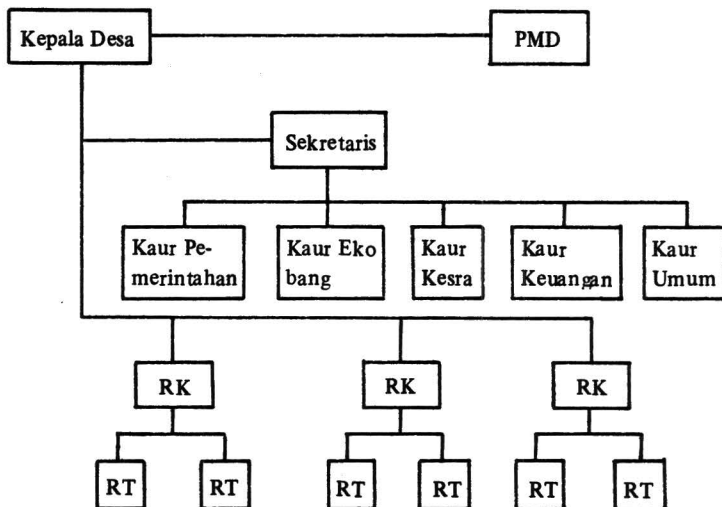 Kepala Desa
PMD
Sekretaris
Kaur Pe-
merintahan
Kaur Eko
bang
Kaur
Kesra
Kaur
Keuangan
Kaur
Umum
RK
RK
RK
RT
RT
RT
RT
RT
RT